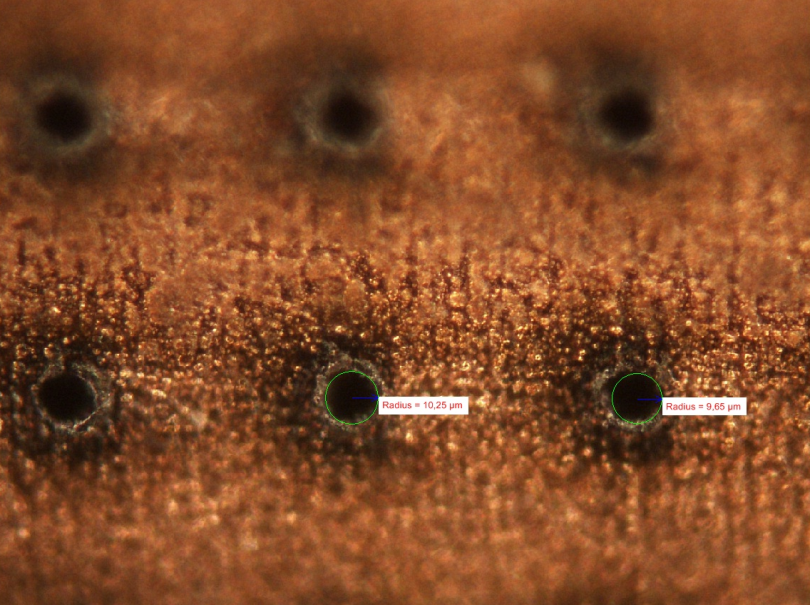 Radius = 10,25 µm
Radius = 9,65 µm